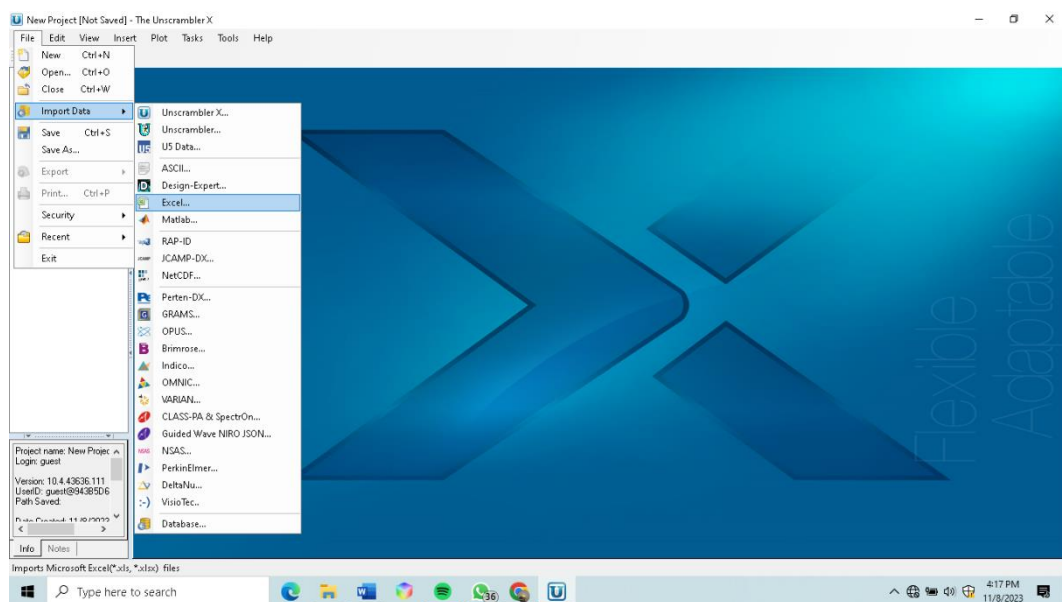 New Project [Not Saved] - The Unscrambler X
File Edit View Insert Plot Tasks Tools Help
New Ctrl+N
Open... Ctrl+O
Close Ctrl+W
Import Data
Save Ctrl+S
Save As...
Export
Print... Ctrl+P
Security
Recent
Exit
Unscrambler X...
Unscrambler...
U5 Data...
ASCII...
Design-Expert...
Excel...
Matlab...
RAP-ID
JCAMP-DX...
NetCDF...
Perten-DX...
GRAMS...
OPUS...
Brimrose...
Indico...
OMNIC...
VARIAN...
CLASS-PA & SpectrOn...
Guided Wave NIRO JSON...
NSAS...
PerkinElmer...
DeltaNu...
VisioTec..
Database...
Flexible
Adaptable
Project name: New Projec
Login: guest
Version: 10.4.43636.111
UserID: guest@943B5D6
Path Saved:
Info Notes
Imports Microsoft Excel(*.xls, *.xlsx) files
Type here to search
36
4:17 PM
11/8/2023